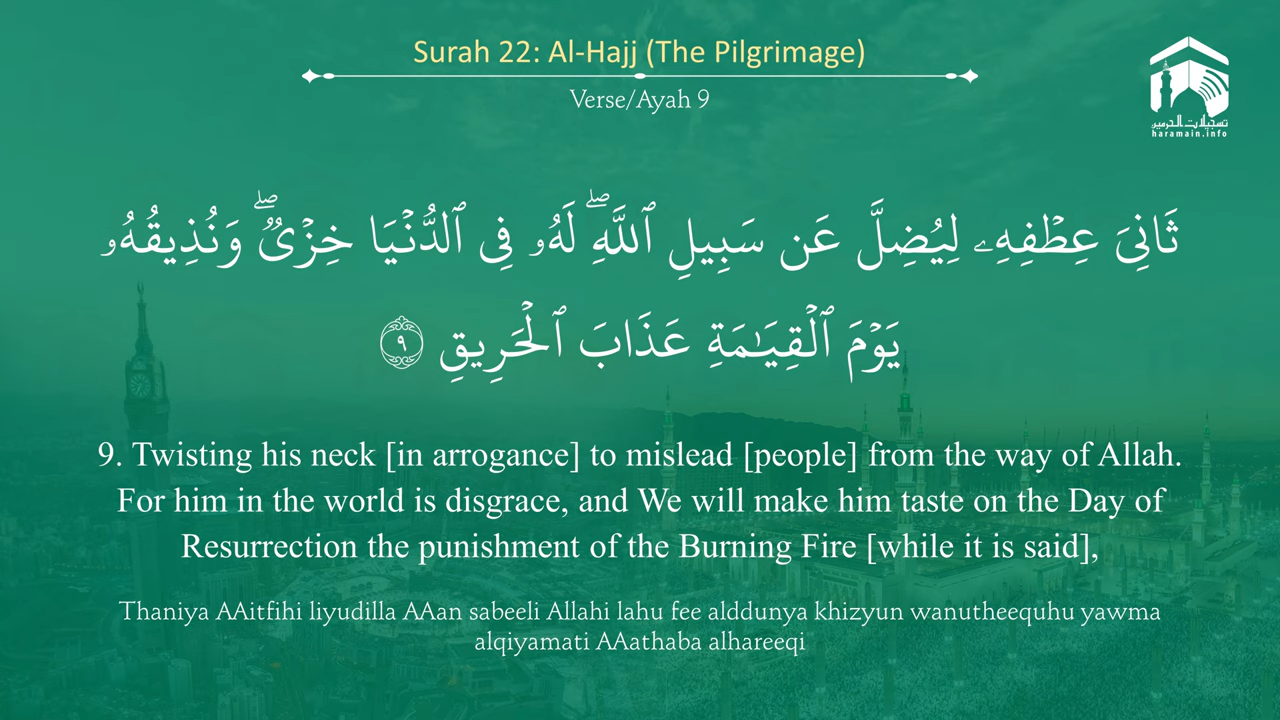 Surah 22: Al-Hajj (The Pilgrimage)
Verse/Ayah 9
تسجيلات الحرمين
haramain.info
ثَانِىَ عِطۡفِهِۦ لِيُضِلَّ عَن سَبِيلِ ٱللَّهِۖ لَهُۥ فِى ٱلدُّنۡيَا خِزۡىٌۖ وَنُذِيقُهُۥ
يَوۡمَ ٱلۡقِيَٰمَةِ عَذَابَ ٱلۡحَرِيقِ ٩
9. Twisting his neck [in arrogance] to mislead [people] from the way of Allah.
For him in the world is disgrace, and We will make him taste on the Day of
Resurrection the punishment of the Burning Fire [while it is said],
Thaniya AAitfihi liyudilla AAan sabeeli Allahi lahu fee alddunya khizyun wanutheequhu yawma
alqiyamati AAathaba alhareeqi